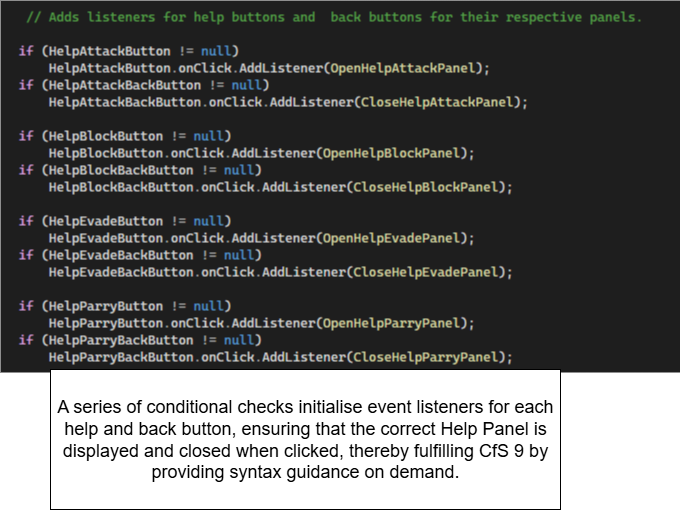 // Adds listeners for help buttons and  back buttons for their respective panels.
if (HelpAttackButton != null)
HelpAttackButton.onClick.AddListener(OpenHelpAttackPanel);
if (HelpAttackBackButton != null)
HelpAttackBackButton.onClick.AddListener(CloseHelpAttackPanel);
if (HelpBlockButton != null)
HelpBlockButton.onClick.AddListener(OpenHelpBlockPanel);
if (HelpBlockBackButton != null)
HelpBlockBackButton.onClick.AddListener(CloseHelpBlockPanel);
if (HelpEvadeButton != null)
HelpEvadeButton.onClick.AddListener(OpenHelpEvadePanel);
if (HelpEvadeBackButton != null)
HelpEvadeBackButton.onClick.AddListener(CloseHelpEvadePanel);
if (HelpParryButton != null)
HelpParryButton.onClick.AddListener(OpenHelpParryPanel);
if (HelpParryBackButton != null)
HelpParryBackButton.onClick.AddListener(CloseHelpParryPanel);
A series of conditional checks initialise event listeners for each
help and back button, ensuring that the correct Help Panel is
displayed and closed when clicked, thereby fulfilling CfS 9 by
providing syntax guidance on demand.